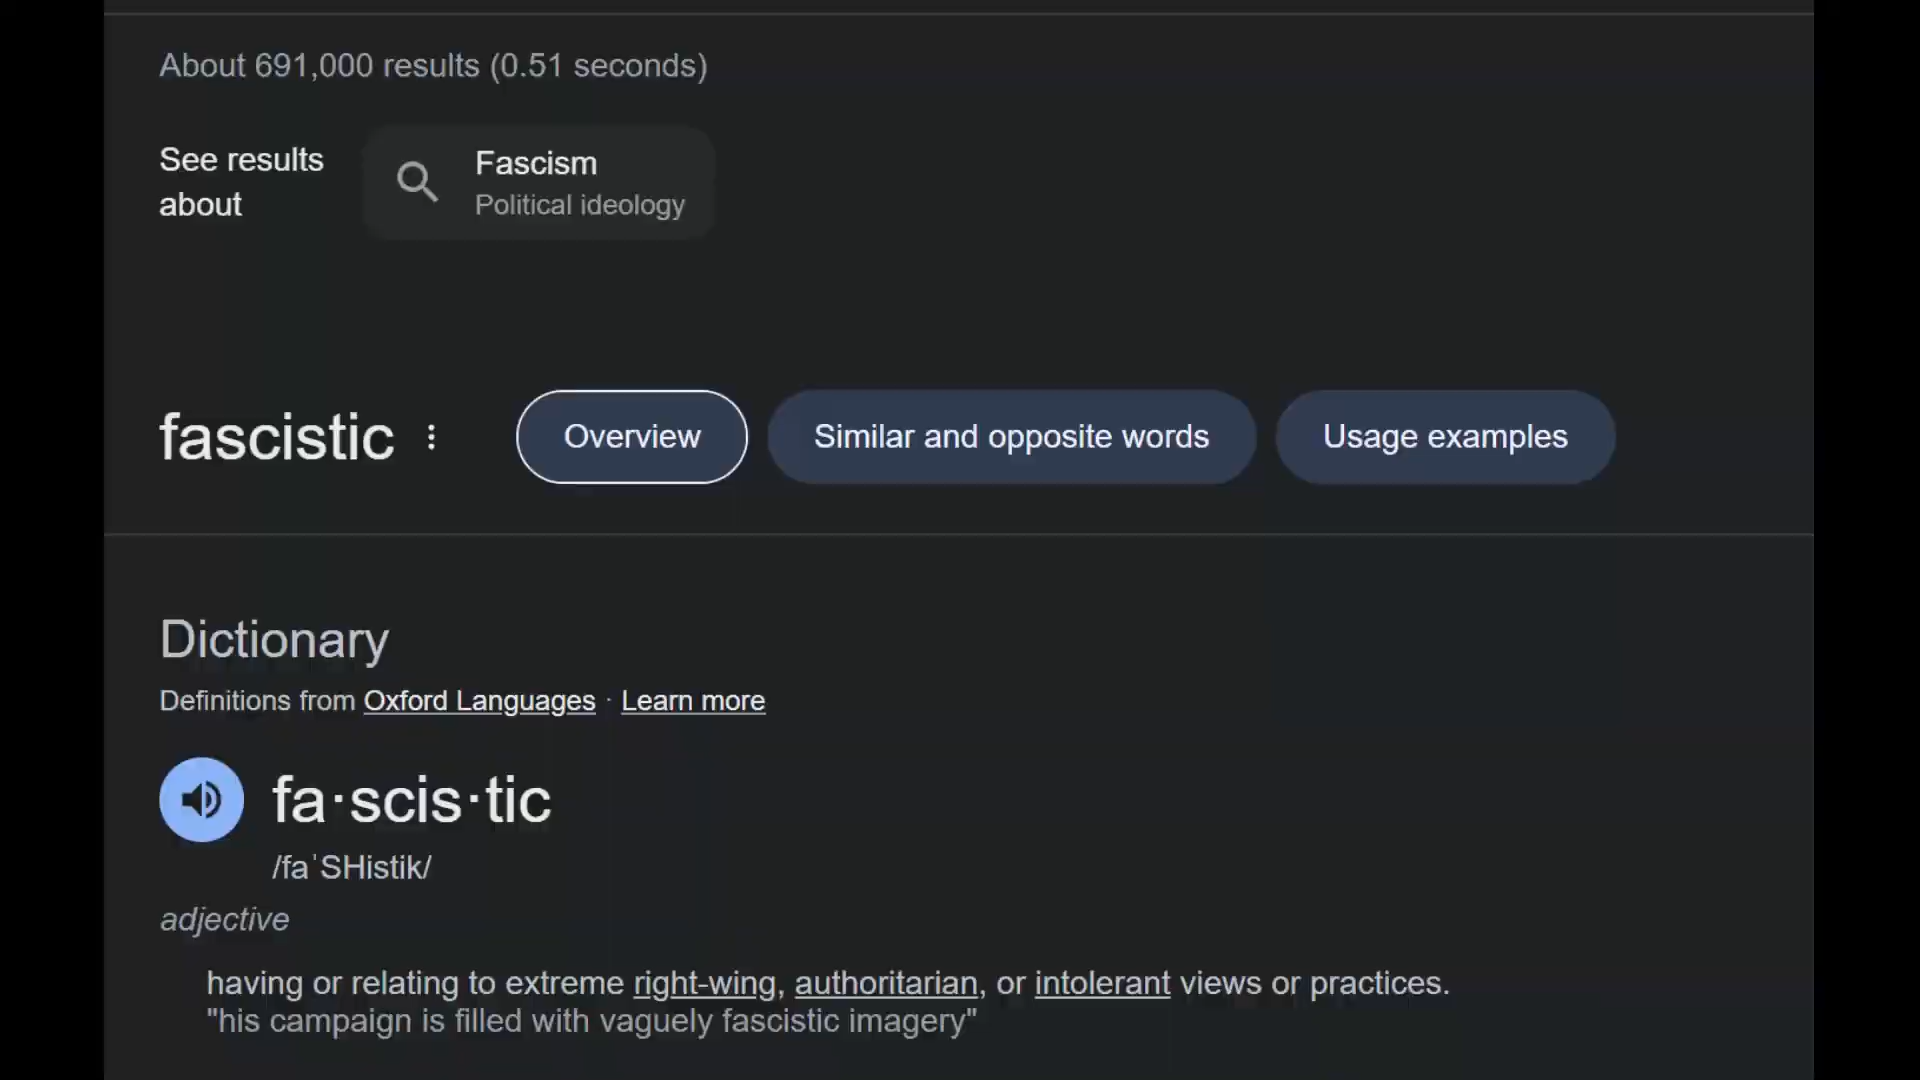 About 691,000 results (0.51 seconds)
See results
about
Fascism
Political ideology
fascistic
Overview
Similar and opposite words
Usage examples
Dictionary
Definitions from Oxford Languages · Learn more
fa·scis·tic
/faˈSHistik/
adjective
having or relating to extreme right-wing, authoritarian, or intolerant views or practices.
"his campaign is filled with vaguely fascistic imagery"